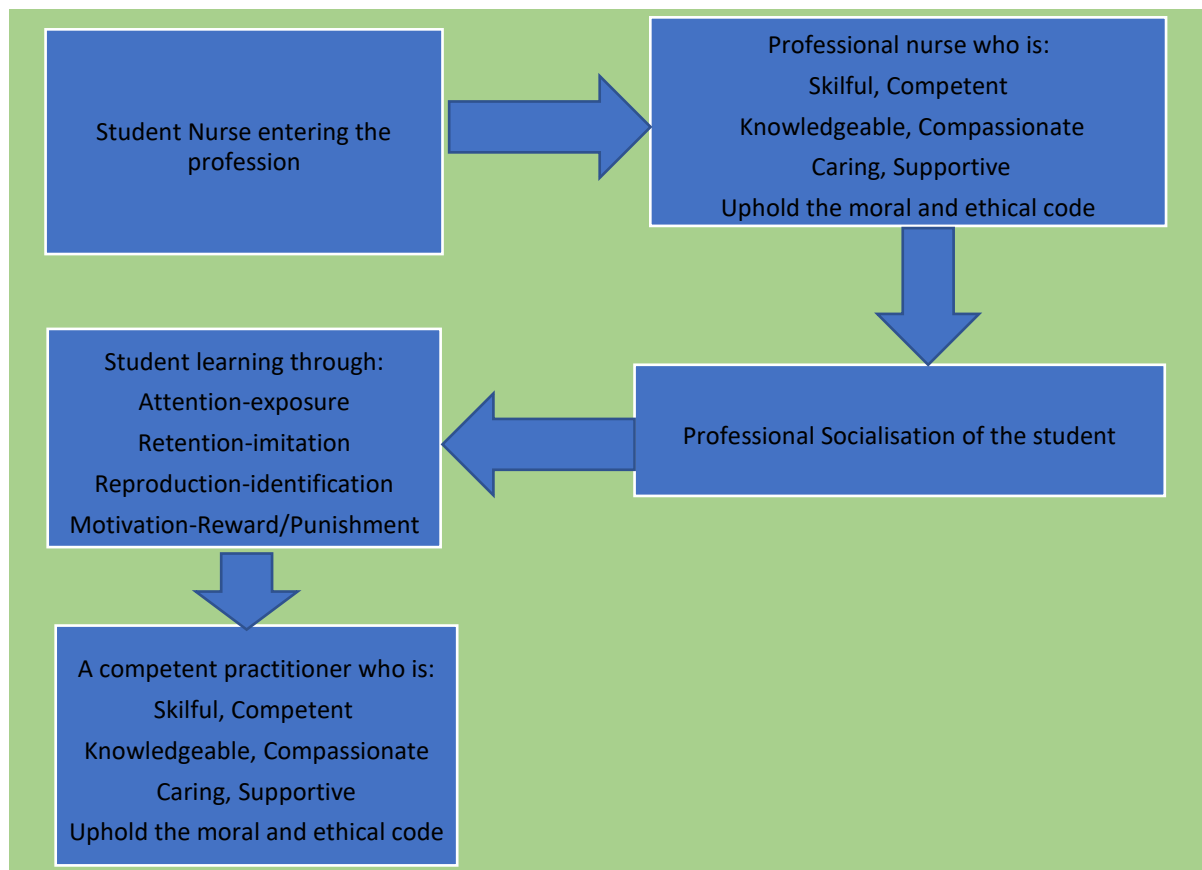 Student Nurse entering the
profession
Professional nurse who is:
Skilful, Competent
Knowledgeable, Compassionate
Caring, Supportive
Uphold the moral and ethical code
Professional Socialisation of the student
Student learning through:
Attention-exposure
Retention-imitation
Reproduction-identification
Motivation-Reward/Punishment
A competent practitioner who is:
Skilful, Competent
Knowledgeable, Compassionate
Caring, Supportive
Uphold the moral and ethical code